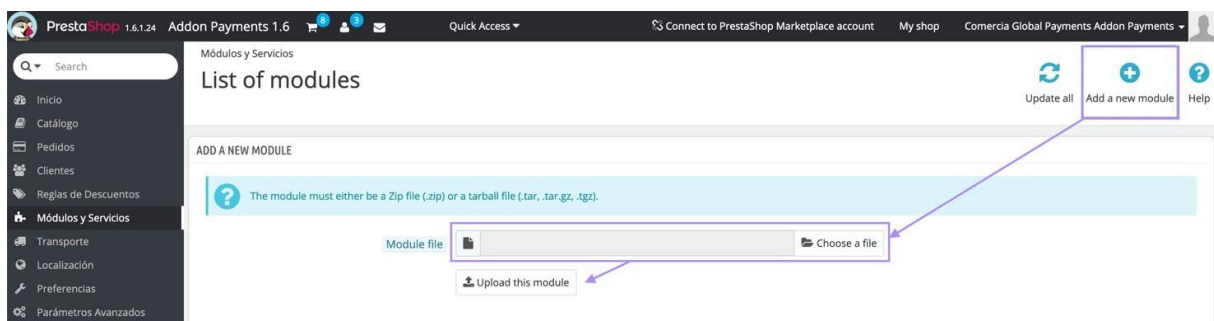 PrestaShop 1.6.1.24 Addon Payments 1.6 8 3 Quick Access Connect to PrestaShop Marketplace account My shop Comercia Global Payments Addon Payments
Search
Módulos y Servicios
List of modules
Update all Add a new module Help
Inicio
Catálogo
Pedidos
Clientes
Reglas de Descuentos
Módulos y Servicios
Transporte
Localización
Preferencias
Parámetros Avanzados
ADD A NEW MODULE
The module must either be a Zip file (.zip) or a tarball file (.tar, .tar.gz, .tgz).
Module file Choose a file
Upload this module